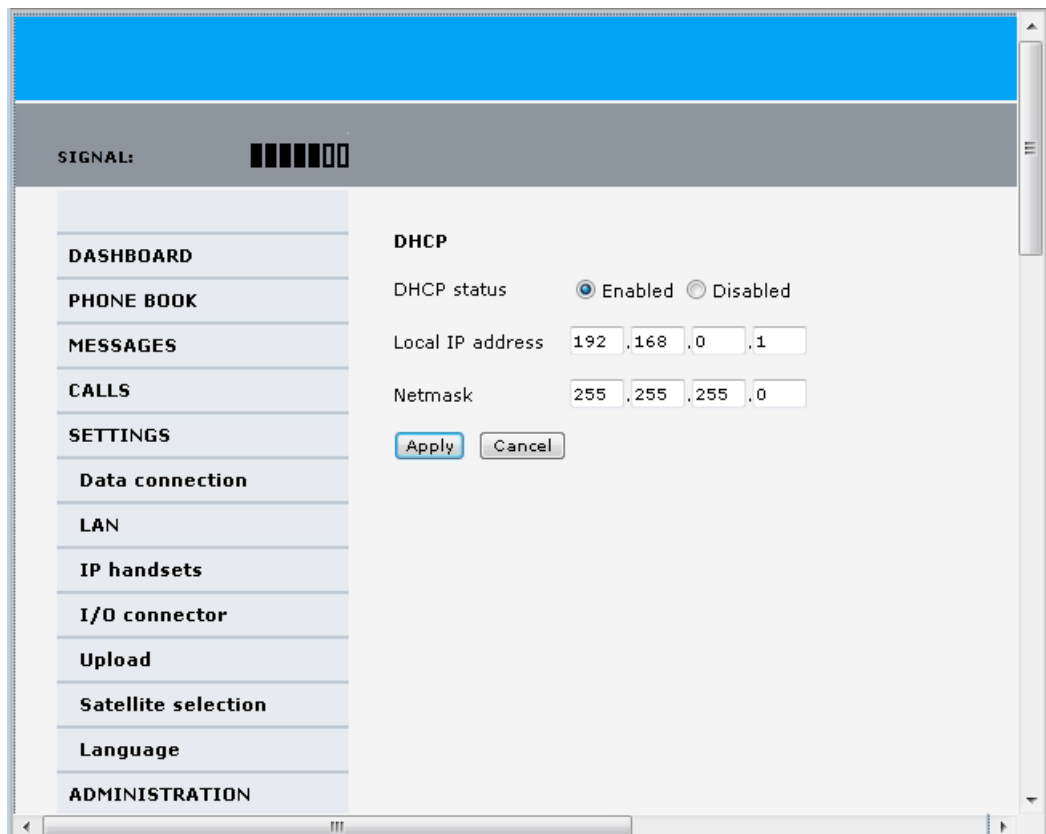 SIGNAL:
DASHBOARD
PHONE BOOK
MESSAGES
CALLS
SETTINGS
Data connection
LAN
IP handsets
I/O connector
Upload
Satellite selection
Language
ADMINISTRATION
DHCP
DHCP status Enabled Disabled
Local IP address 192 .168 .0 .1
Netmask 255 .255 .255 .0
Apply Cancel